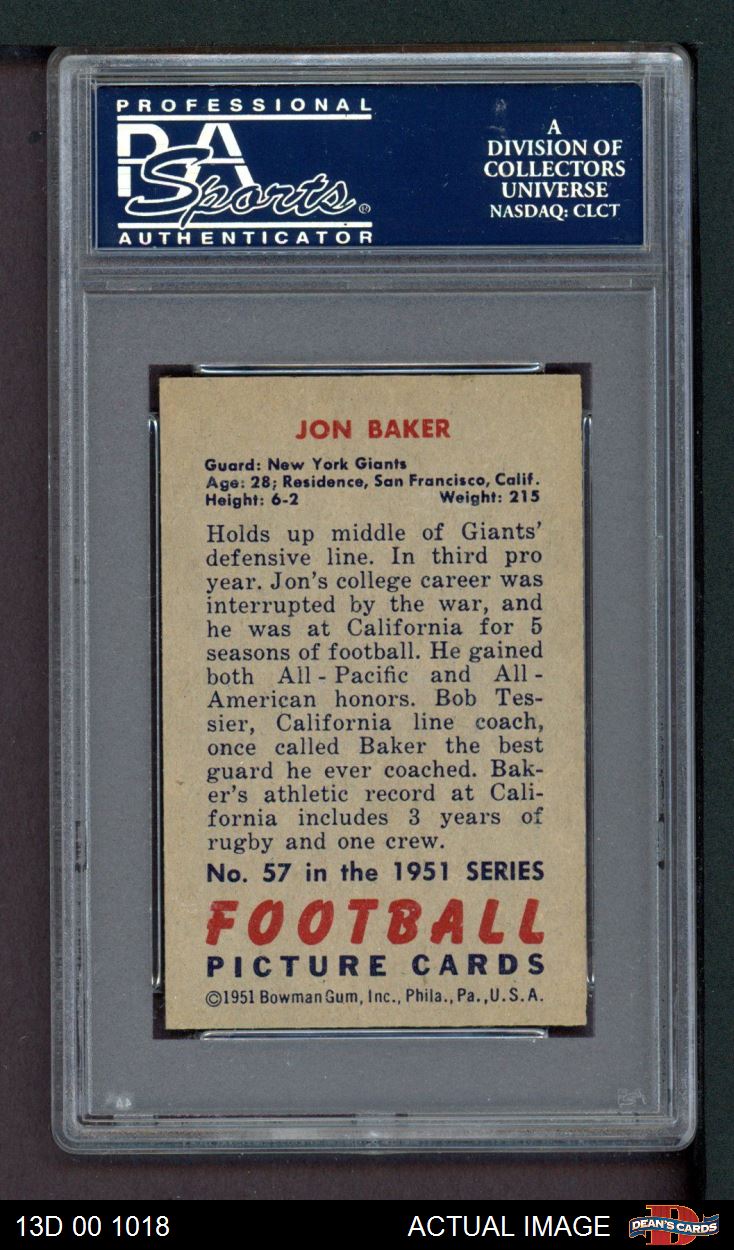 PROFESSIONAL
PSA
Sports®
AUTHENTICATOR
A
DIVISION OF
COLLECTORS
UNIVERSE
NASDAQ: CLCT
JON BAKER
Guard: New York Giants
Age: 28; Residence, San Francisco, Calif.
Height: 6-2 Weight: 215
Holds up middle of Giants'
defensive line. In third pro
year. Jon's college career was
interrupted by the war, and
he was at California for 5
seasons of football. He gained
both All - Pacific and All -
American honors. Bob Tes-
sier, California line coach,
once called Baker the best
guard he ever coached. Bak-
er's athletic record at Cali-
fornia includes 3 years of
rugby and one crew.
No. 57 in the 1951 SERIES
FOOTBALL
PICTURE CARDS
©1951 Bowman Gum, Inc., Phila., Pa., U.S.A.
PSA
13D 00 1018 ACTUAL IMAGE
D
DEAN'S CARDS